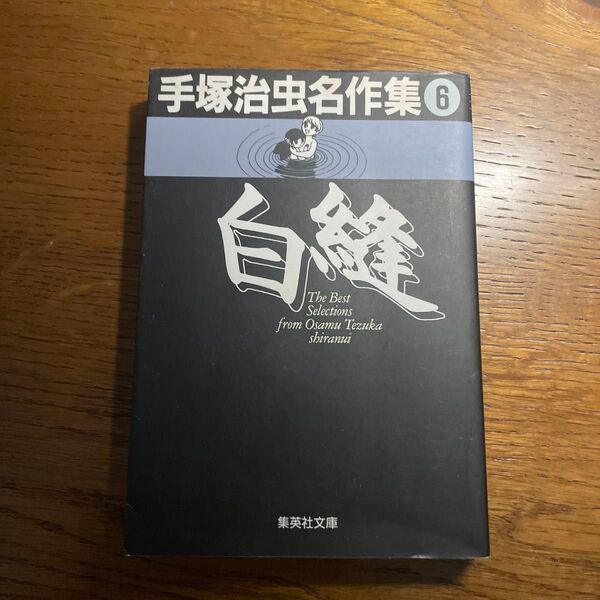 手塚治虫名作集6
白縫
The Best
Selections
from Osamu Tezuka
shiranui
集英社文庫